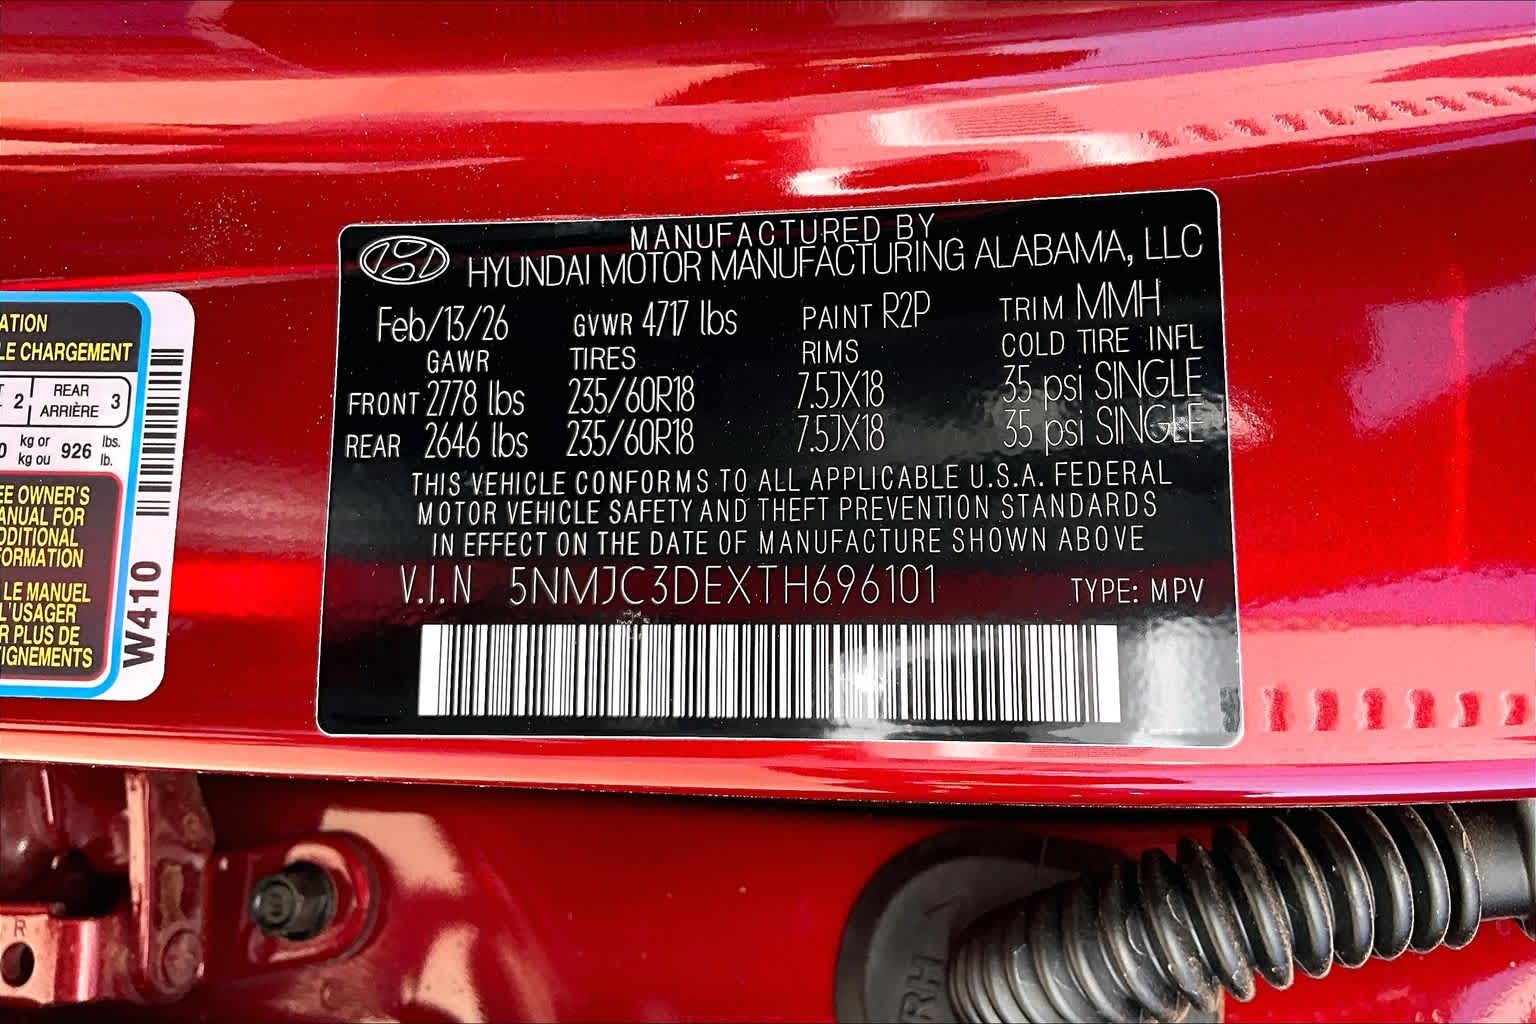 MANUFACTURED BY
HYUNDAI MOTOR MANUFACTURING ALABAMA, LLC
Feb/13/26 GVWR 4717 lbs PAINT R2P TRIM MMH
GAWR TIRES RIMS COLD TIRE INFL
FRONT 2778 lbs 235/60R18 7.5JX18 35 psi SINGLE
REAR 2646 lbs 235/60R18 7.5JX18 35 psi SINGLE
THIS VEHICLE CONFORMS TO ALL APPLICABLE U.S.A. FEDERAL
MOTOR VEHICLE SAFETY AND THEFT PREVENTION STANDARDS
IN EFFECT ON THE DATE OF MANUFACTURE SHOWN ABOVE
V.I.N 5NMJC3DEXTH696101 TYPE: MPV
ATION
LE CHARGEMENT
2 REAR
ARRIÈRE 3
kg or
kg ou 926 lbs.
lb.
EE OWNER'S
ANUAL FOR
DDITIONAL
FORMATION
LE MANUEL
L'USAGER
R PLUS DE
IGNEMENTS
W410
R
RH